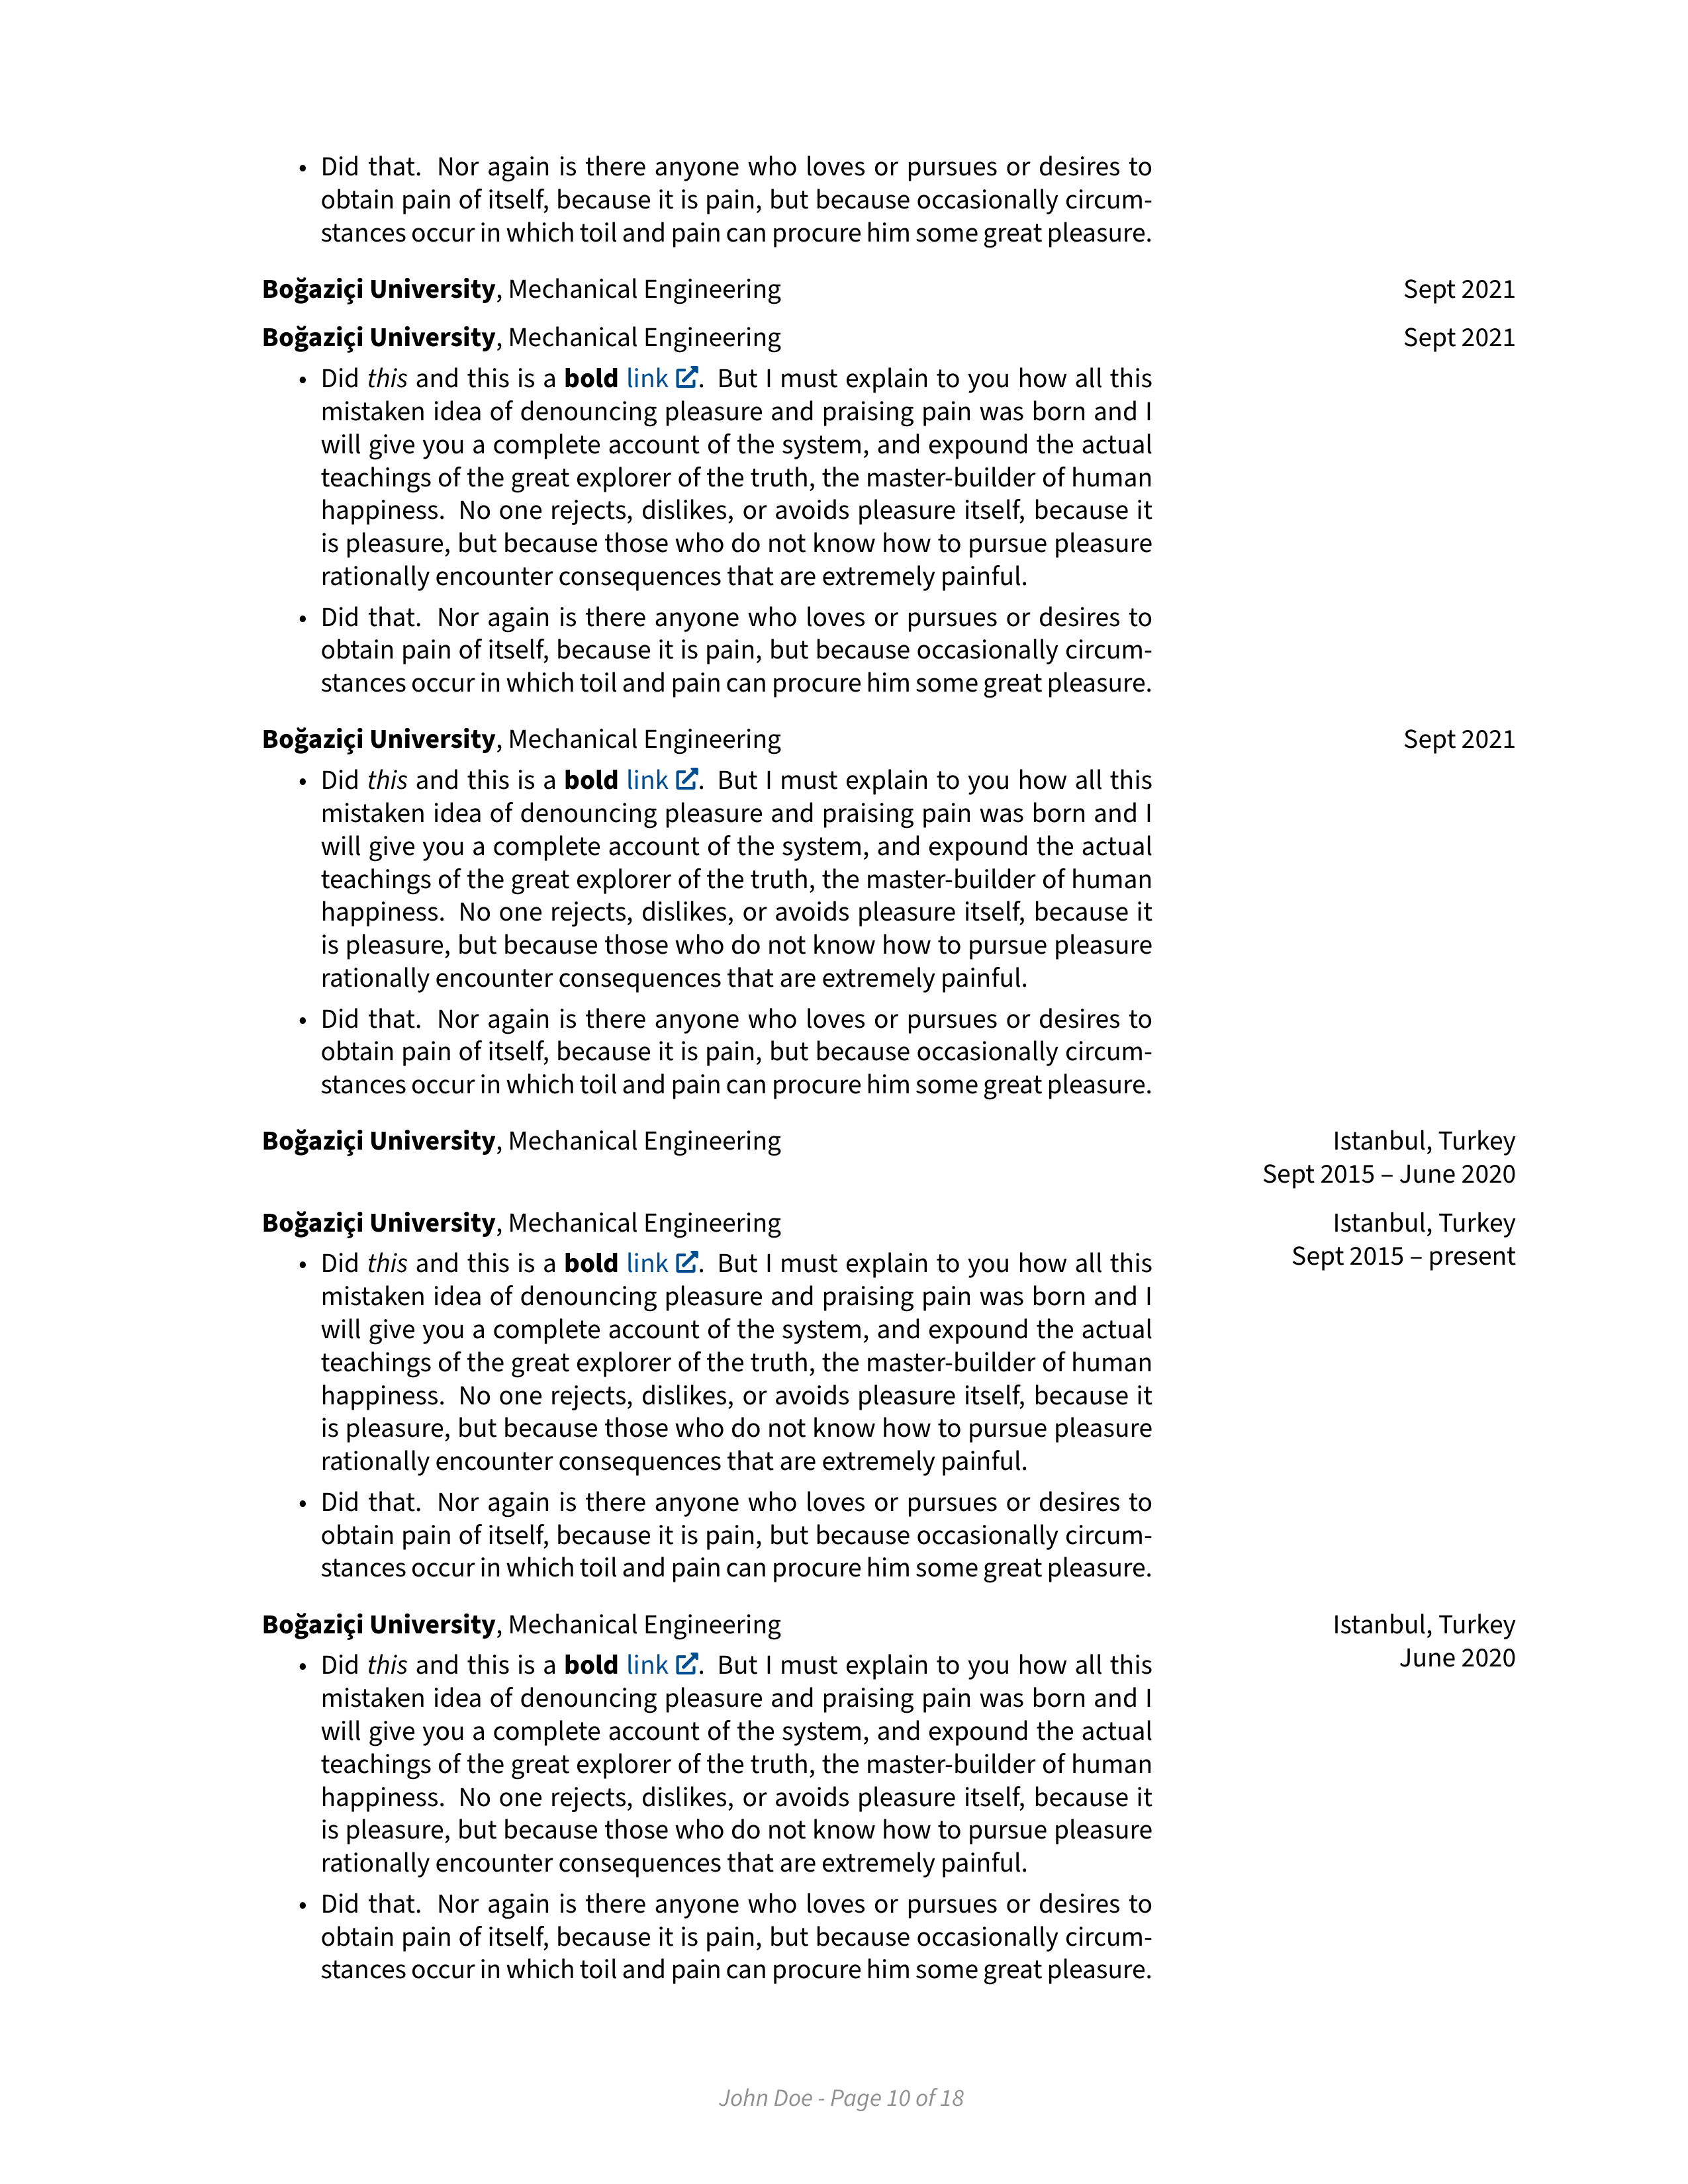 • Did that. Nor again is there anyone who loves or pursues or desires to
obtain pain of itself, because it is pain, but because occasionally circum-
stances occur in which toil and pain can procure him some great pleasure.
Boğaziçi University, Mechanical Engineering Sept 2021
Boğaziçi University, Mechanical Engineering Sept 2021
• Did this and this is a bold link. But I must explain to you how all this
mistaken idea of denouncing pleasure and praising pain was born and I
will give you a complete account of the system, and expound the actual
teachings of the great explorer of the truth, the master-builder of human
happiness. No one rejects, dislikes, or avoids pleasure itself, because it
is pleasure, but because those who do not know how to pursue pleasure
rationally encounter consequences that are extremely painful.
• Did that. Nor again is there anyone who loves or pursues or desires to
obtain pain of itself, because it is pain, but because occasionally circum-
stances occur in which toil and pain can procure him some great pleasure.
Boğaziçi University, Mechanical Engineering Sept 2021
• Did this and this is a bold link. But I must explain to you how all this
mistaken idea of denouncing pleasure and praising pain was born and I
will give you a complete account of the system, and expound the actual
teachings of the great explorer of the truth, the master-builder of human
happiness. No one rejects, dislikes, or avoids pleasure itself, because it
is pleasure, but because those who do not know how to pursue pleasure
rationally encounter consequences that are extremely painful.
• Did that. Nor again is there anyone who loves or pursues or desires to
obtain pain of itself, because it is pain, but because occasionally circum-
stances occur in which toil and pain can procure him some great pleasure.
Boğaziçi University, Mechanical Engineering Istanbul, Turkey
Sept 2015 – June 2020
Boğaziçi University, Mechanical Engineering Istanbul, Turkey
Sept 2015 – present
• Did this and this is a bold link. But I must explain to you how all this
mistaken idea of denouncing pleasure and praising pain was born and I
will give you a complete account of the system, and expound the actual
teachings of the great explorer of the truth, the master-builder of human
happiness. No one rejects, dislikes, or avoids pleasure itself, because it
is pleasure, but because those who do not know how to pursue pleasure
rationally encounter consequences that are extremely painful.
• Did that. Nor again is there anyone who loves or pursues or desires to
obtain pain of itself, because it is pain, but because occasionally circum-
stances occur in which toil and pain can procure him some great pleasure.
Boğaziçi University, Mechanical Engineering Istanbul, Turkey
June 2020
• Did this and this is a bold link. But I must explain to you how all this
mistaken idea of denouncing pleasure and praising pain was born and I
will give you a complete account of the system, and expound the actual
teachings of the great explorer of the truth, the master-builder of human
happiness. No one rejects, dislikes, or avoids pleasure itself, because it
is pleasure, but because those who do not know how to pursue pleasure
rationally encounter consequences that are extremely painful.
• Did that. Nor again is there anyone who loves or pursues or desires to
obtain pain of itself, because it is pain, but because occasionally circum-
stances occur in which toil and pain can procure him some great pleasure.
John Doe - Page 10 of 18